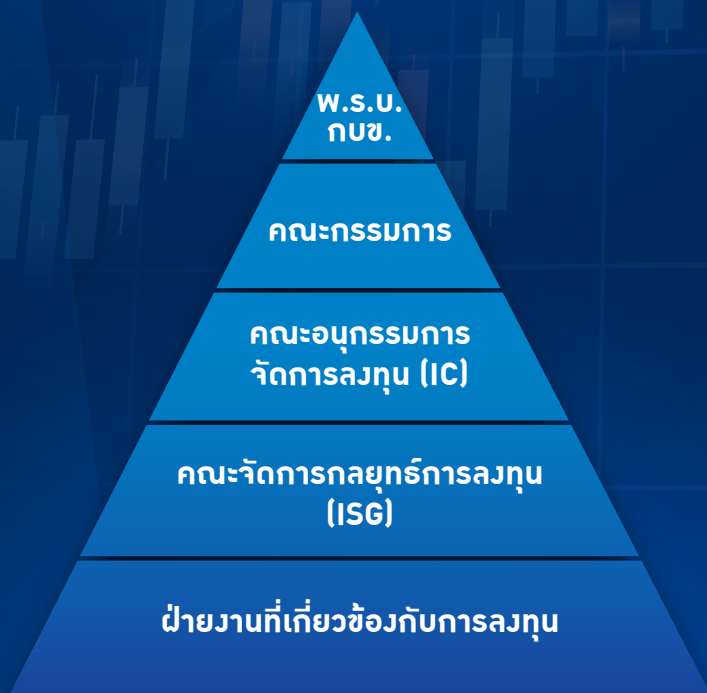 พ.ร.บ.
กบข.
คณะกรรมการ
คณะอนุกรรมการ
จัดการลงทุน (IC)
คณะจัดการกลยุทธ์การลงทุน
(ISG)
ฝ่ายงานที่เกี่ยวข้องกับการลงทุน